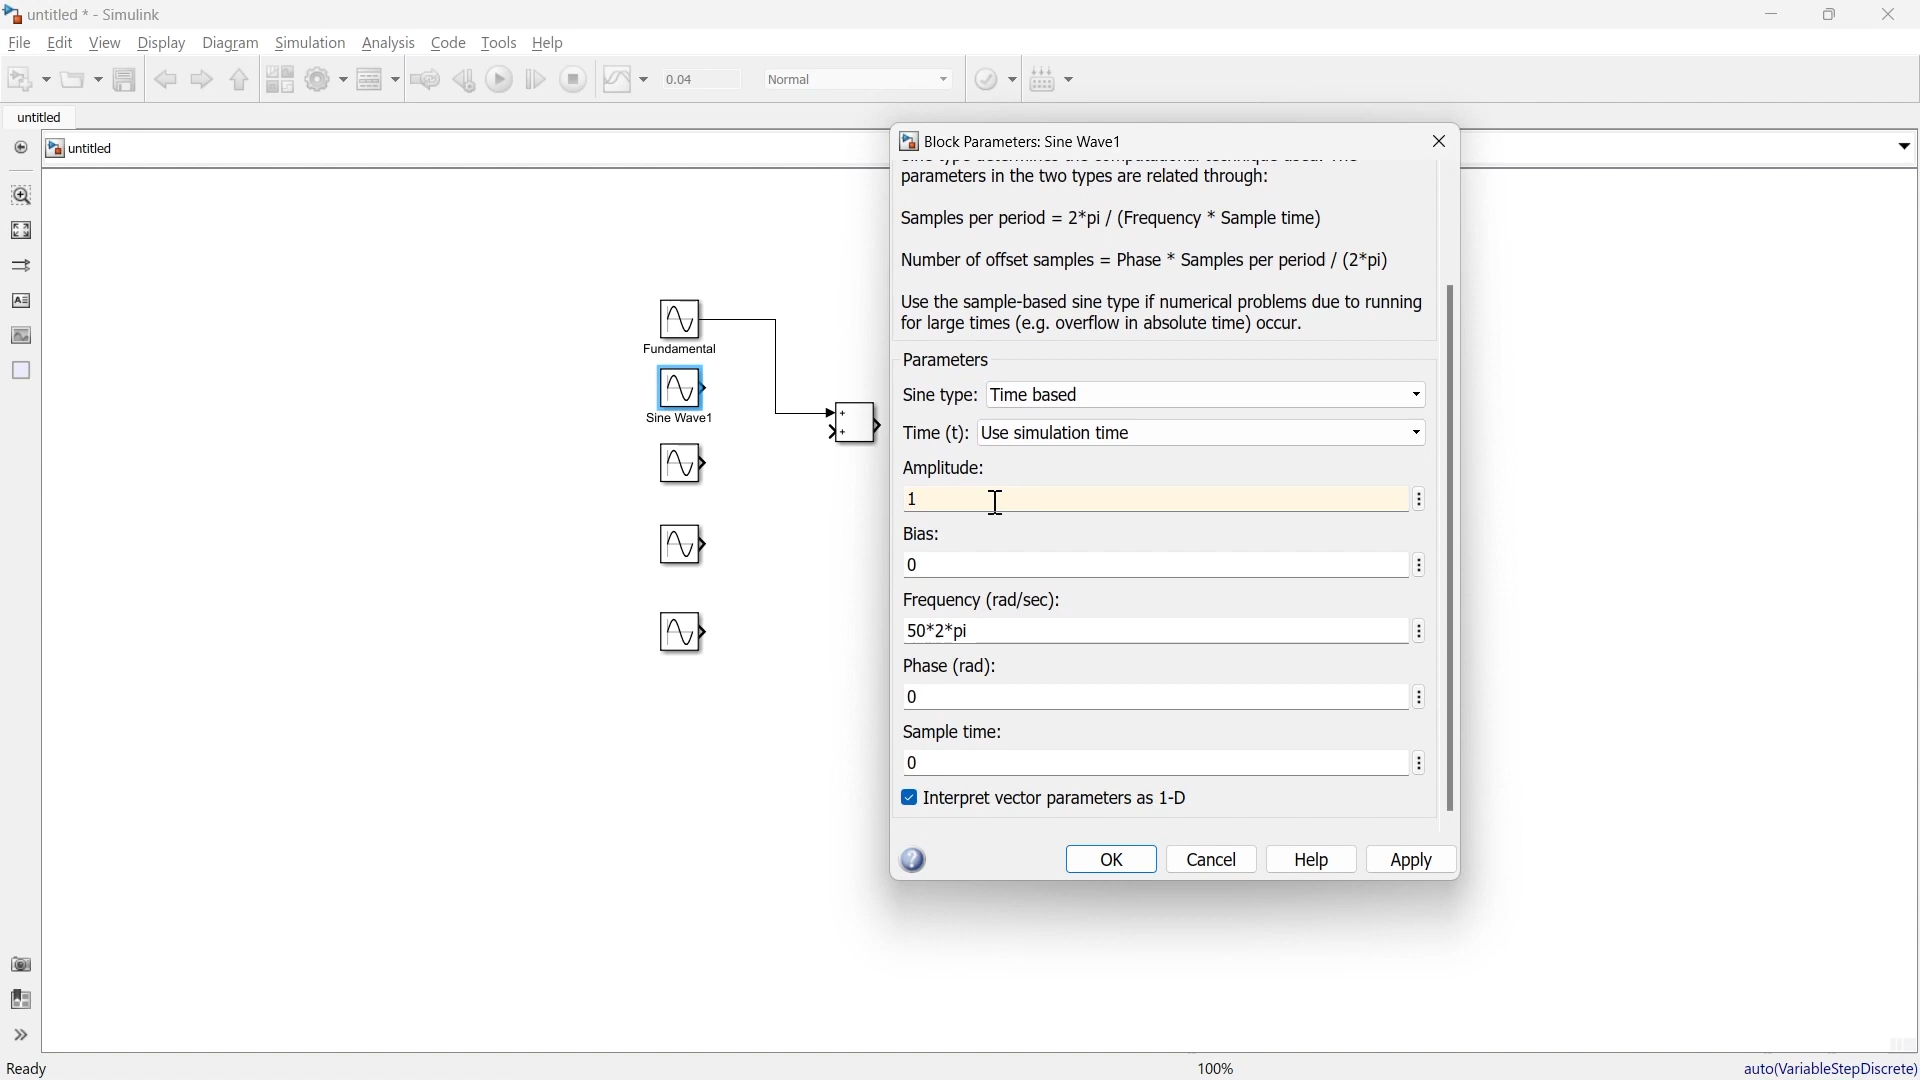 untitled * - Simulink
File Edit View Display Diagram Simulation Analysis Code Tools Help
0.04 Normal
untitled
untitled
Fundamental
Sine Wave1
+
+
Block Parameters: Sine Wave1
parameters in the two types are related through:
Samples per period = 2*pi / (Frequency * Sample time)
Number of offset samples = Phase * Samples per period / (2*pi)
Use the sample-based sine type if numerical problems due to running
for large times (e.g. overflow in absolute time) occur.
Parameters
Sine type: Time based
Time (t): Use simulation time
Amplitude:
1
Bias:
0
Frequency (rad/sec):
50*2*pi
Phase (rad):
0
Sample time:
0
Interpret vector parameters as 1-D
OK Cancel Help Apply
Ready 100% auto(VariableStepDiscrete)